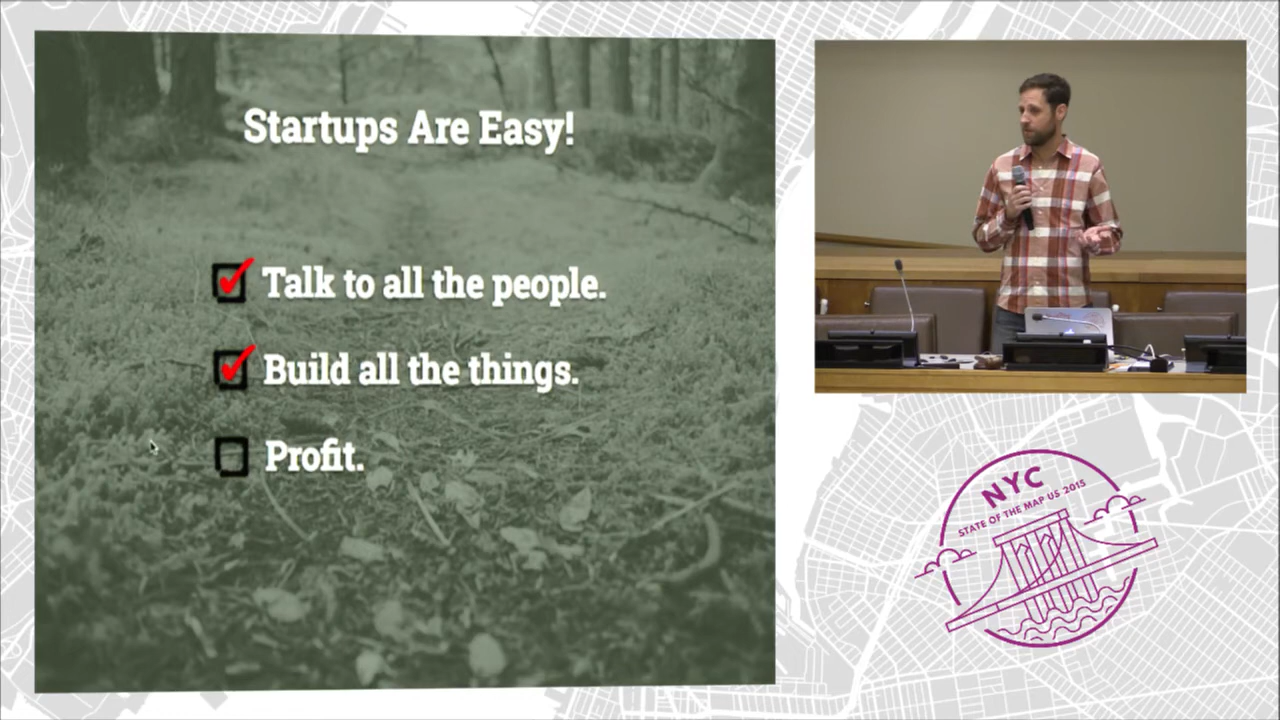 Startups Are Easy!
Talk to all the people.
Build all the things.
Profit.
NYC
STATE OF THE MAP US 2015